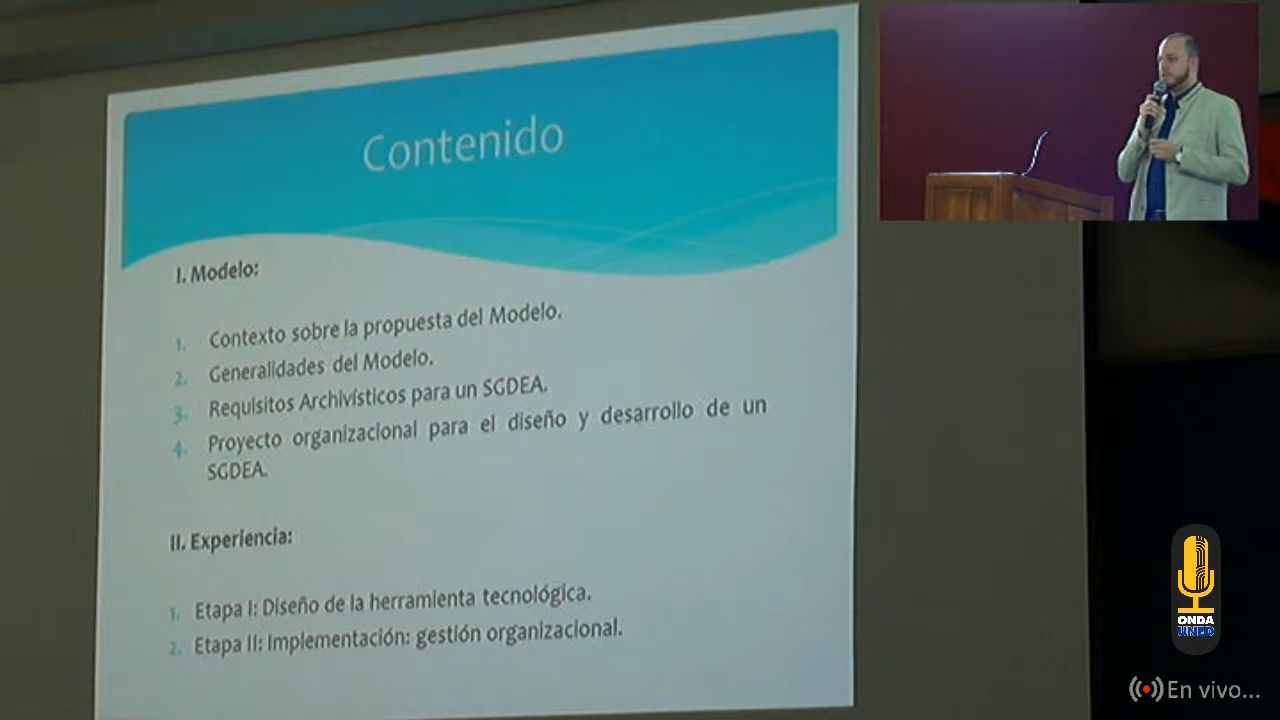 Contenido
I. Modelo:
1. Contexto sobre la propuesta del Modelo.
2. Generalidades del Modelo.
3. Requisitos Archivísticos para un SGDEA.
4. Proyecto organizacional para el diseño y desarrollo de un
SGDEA.
II. Experiencia:
1. Etapa I: Diseño de la herramienta tecnológica.
2. Etapa II: Implementación: gestión organizacional.
ONDA
UNED
En vivo...